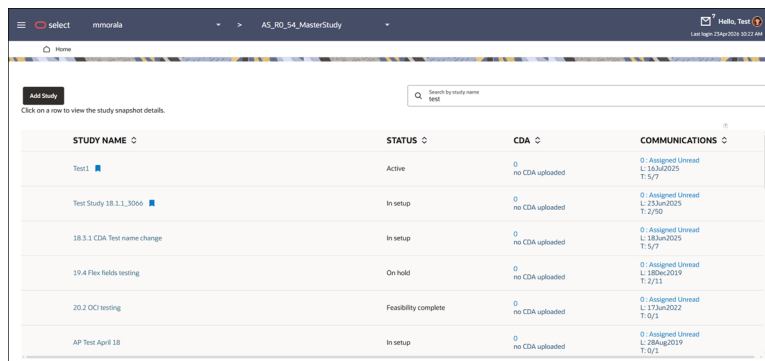 select mmorala > AS_R0_54_MasterStudy
7 Hello, Test
Last login 23Apr2026 10:22 AM
Home
Add Study
Search by study name
test
Click on a row to view the study snapshot details.
STUDY NAME STATUS CDA COMMUNICATIONS
Test1 Active 0 no CDA uploaded 0 : Assigned Unread L: 16Jul2025 T: 5/7
Test Study 18.1.1_3066 In setup 0 no CDA uploaded 0 : Assigned Unread L: 23Jun2025 T: 2/50
18.3.1 CDA Test name change In setup 0 no CDA uploaded 0 : Assigned Unread L: 18Jun2025 T: 5/7
19.4 Flex fields testing On hold 0 no CDA uploaded 0 : Assigned Unread L: 18Dec2019 T: 2/11
20.2 OCI testing Feasibility complete 0 no CDA uploaded 0 : Assigned Unread L: 17Jun2022 T: 0/1
AP Test April 18 In setup 0 no CDA uploaded 0 : Assigned Unread L: 28Aug2019 T: 0/1